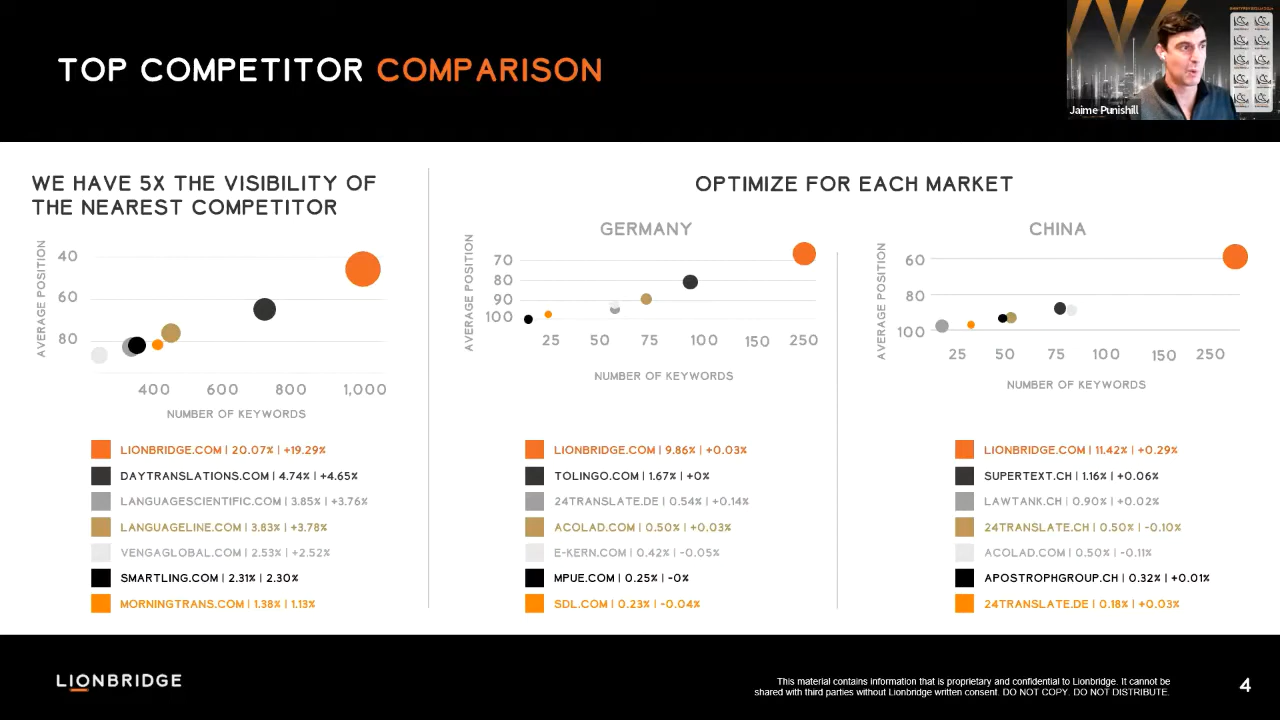 TOP COMPETITOR COMPARISON
Jaime Punishill
WE HAVE 5X THE VISIBILITY OF
THE NEAREST COMPETITOR
AVERAGE POSITION
40
60
80
400 600 800 1,000
NUMBER OF KEYWORDS
LIONBRIDGE.COM | 20.07% | +19.29%
DAYTRANSLATIONS.COM | 4.74% | +4.65%
LANGUAGESCIENTIFIC.COM | 3.85% | +3.76%
LANGUAGELINE.COM | 3.83% | +3.78%
VENGAGLOBAL.COM | 2.53% | +2.52%
SMARTLING.COM | 2.31% | 2.30%
MORNINGTRANS.COM | 1.38% | 1.13%
OPTIMIZE FOR EACH MARKET
GERMANY
AVERAGE POSITION
70
80
90
100
25 50 75 100 150 250
NUMBER OF KEYWORDS
LIONBRIDGE.COM | 9.86% | +0.03%
TOLINGO.COM | 1.67% | +0%
24TRANSLATE.DE | 0.54% | +0.14%
ACOLAD.COM | 0.50% | +0.03%
E-KERN.COM | 0.42% | -0.05%
MPUE.COM | 0.25% | -0%
SDL.COM | 0.23% | -0.04%
CHINA
AVERAGE POSITION
60
80
100
25 50 75 100 150 250
NUMBER OF KEYWORDS
LIONBRIDGE.COM | 11.42% | +0.29%
SUPERTEXT.CH | 1.16% | +0.06%
LAWTANK.CH | 0.90% | +0.02%
24TRANSLATE.CH | 0.50% | -0.10%
ACOLAD.COM | 0.50% | -0.11%
APOSTROPHGROUP.CH | 0.32% | +0.01%
24TRANSLATE.DE | 0.18% | +0.03%
LIONBRIDGE
This material contains information that is proprietary and confidential to Lionbridge. It cannot be
shared with third parties without Lionbridge written consent. DO NOT COPY. DO NOT DISTRIBUTE.
4